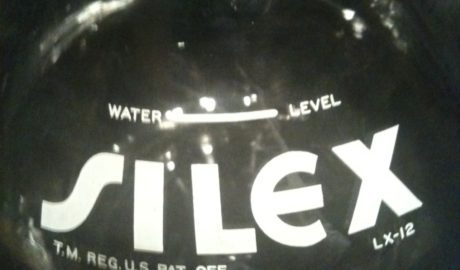 WATER LEVEL
SILEX
LX-12
T.M. REG. U.S. PAT. OFF.